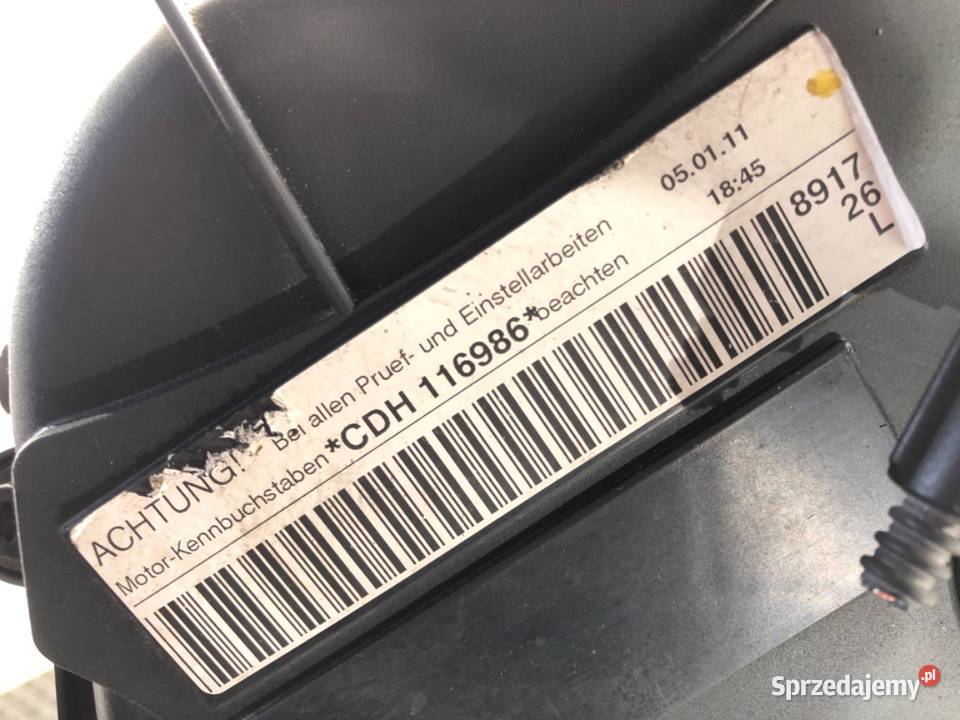 05.01.11
18:45
ACHTUNG! Bei allen Pruef- und Einstellarbeiten
Motor-Kennbuchstaben *CDH 116986* beachten
8917
26
L
Sprzedajemy.pl